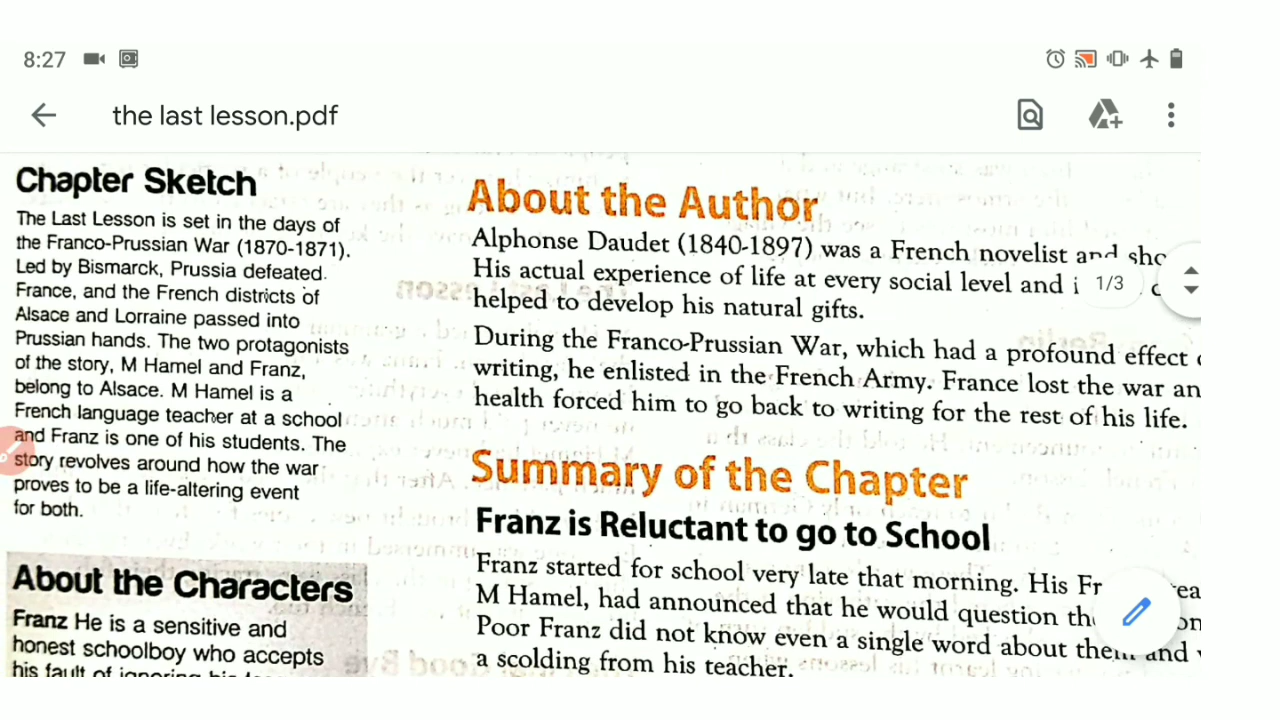 8:27
the last lesson.pdf
Chapter Sketch
The Last Lesson is set in the days of
the Franco-Prussian War (1870-1871).
Led by Bismarck, Prussia defeated
France, and the French districts of
Alsace and Lorraine passed into
Prussian hands. The two protagonists
of the story, M Hamel and Franz,
belong to Alsace. M Hamel is a
French language teacher at a school
and Franz is one of his students. The
story revolves around how the war
proves to be a life-altering event
for both.
About the Characters
Franz He is a sensitive and
honest schoolboy who accepts
his fault of ignoring his
About the Author
Alphonse Daudet (1840-1897) was a French novelist and
His actual experience of life at every social level and
helped to develop his natural gifts.
During the Franco-Prussian War, which had a profound effect
writing, he enlisted in the French Army. France lost the war
health forced him to go back to writing for the rest of his life.
1/3
Summary of the Chapter
Franz is Reluctant to go to School
Franz started for school very late that morning. His
M Hamel, had announced that he would question
Poor Franz did not know even a single word about them and
a scolding from his teacher.